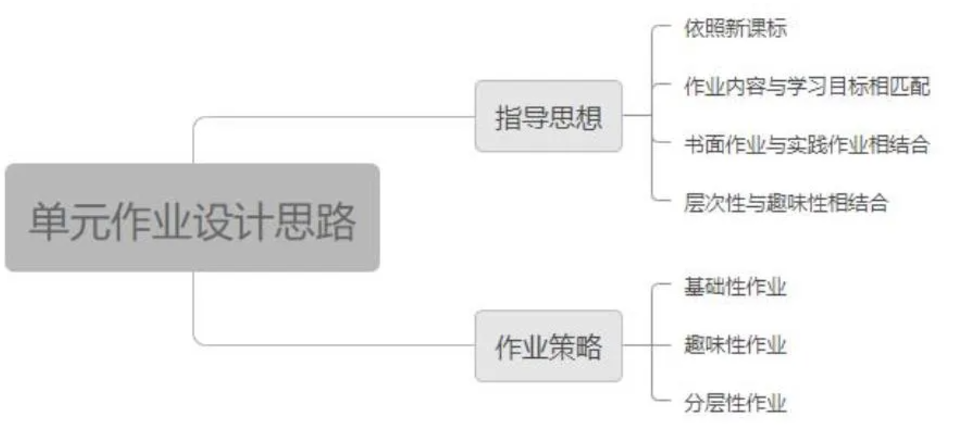 单元作业设计思路
指导思想
依照新课标
作业内容与学习目标相匹配
书面作业与实践作业相结合
层次性与趣味性相结合
作业策略
基础性作业
趣味性作业
分层性作业